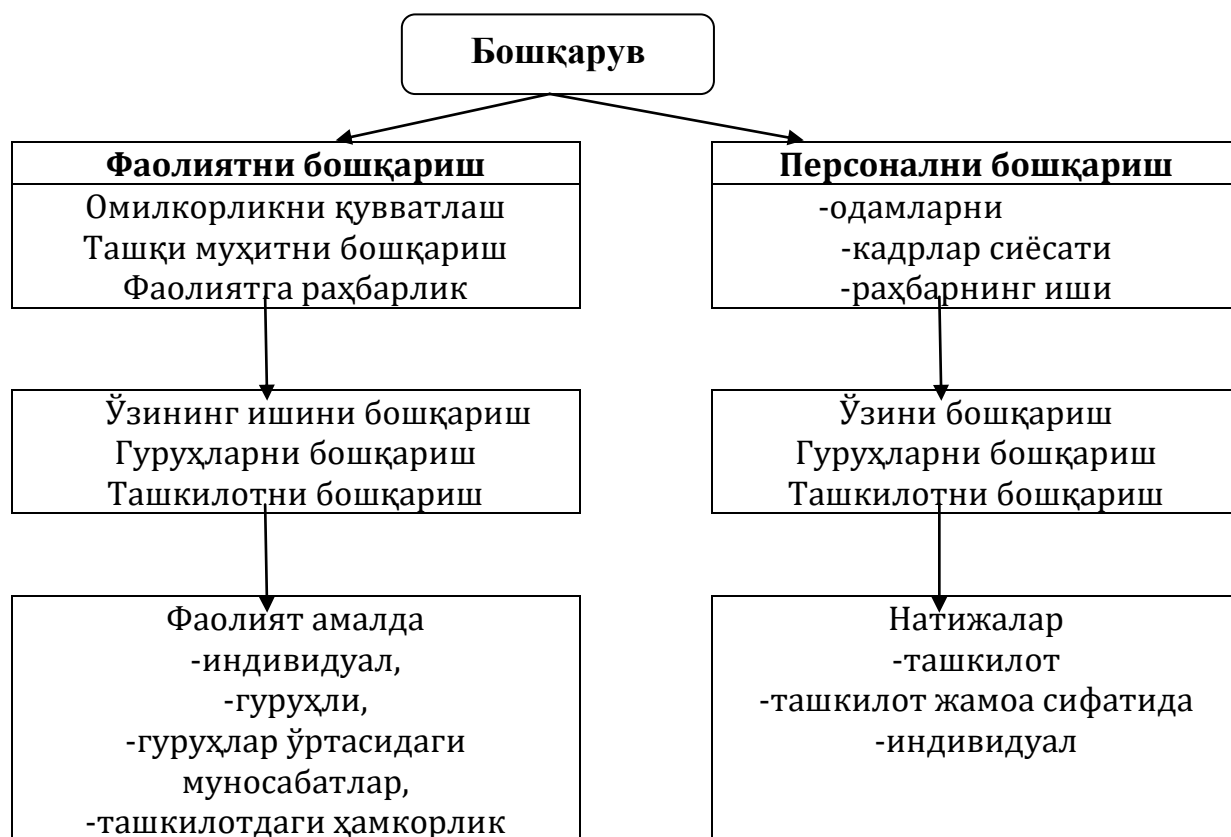 Бошқарув
Фаолиятни бошқариш
Омилкорликни қувватлаш
Ташқи муҳитни бошқариш
Фаолиятга раҳбарлик
Ўзининг ишини бошқариш
Гуруҳларни бошқариш
Ташкилотни бошқариш
Фаолият амалда
-индивидуал,
-гуруҳли,
-гуруҳлар ўртасидаги
муносабатлар,
-ташкилотдаги ҳамкорлик
Персонални бошқариш
-одамларни
-кадрлар сиёсати
-раҳбарнинг иши
Ўзини бошқариш
Гуруҳларни бошқариш
Ташкилотни бошқариш
Натижалар
-ташкилот
-ташкилот жамоа сифатида
-индивидуал